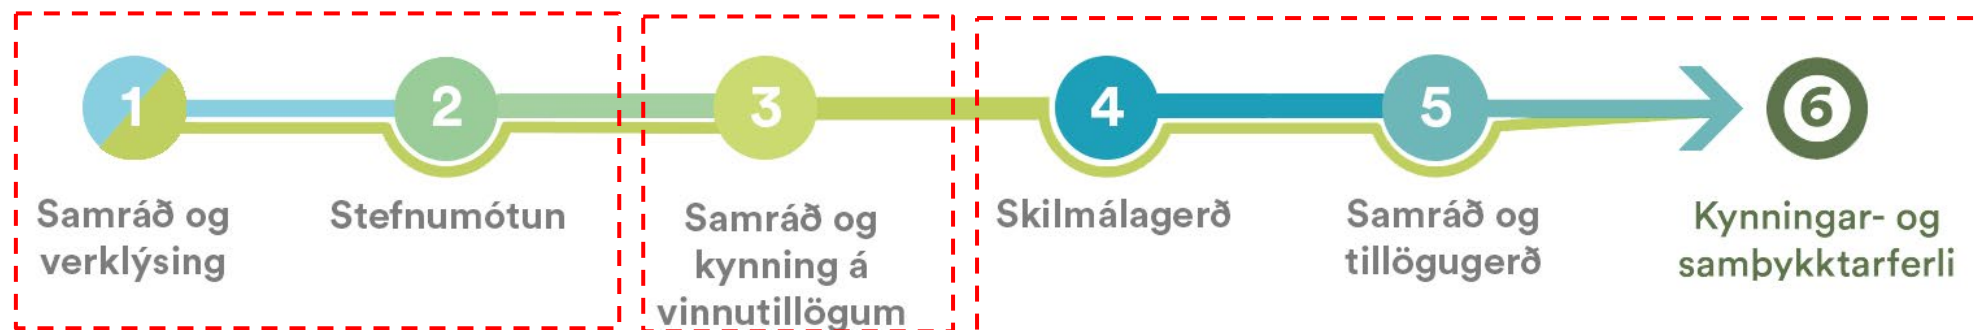 1
Samráð og
verklýsing
2
Stefnumótun
3
Samráð og
kynning á
vinnutillögum
4
Skilmálagerð
5
Samráð og
tillögugerð
6
Kynningar- og
samþykktarferli